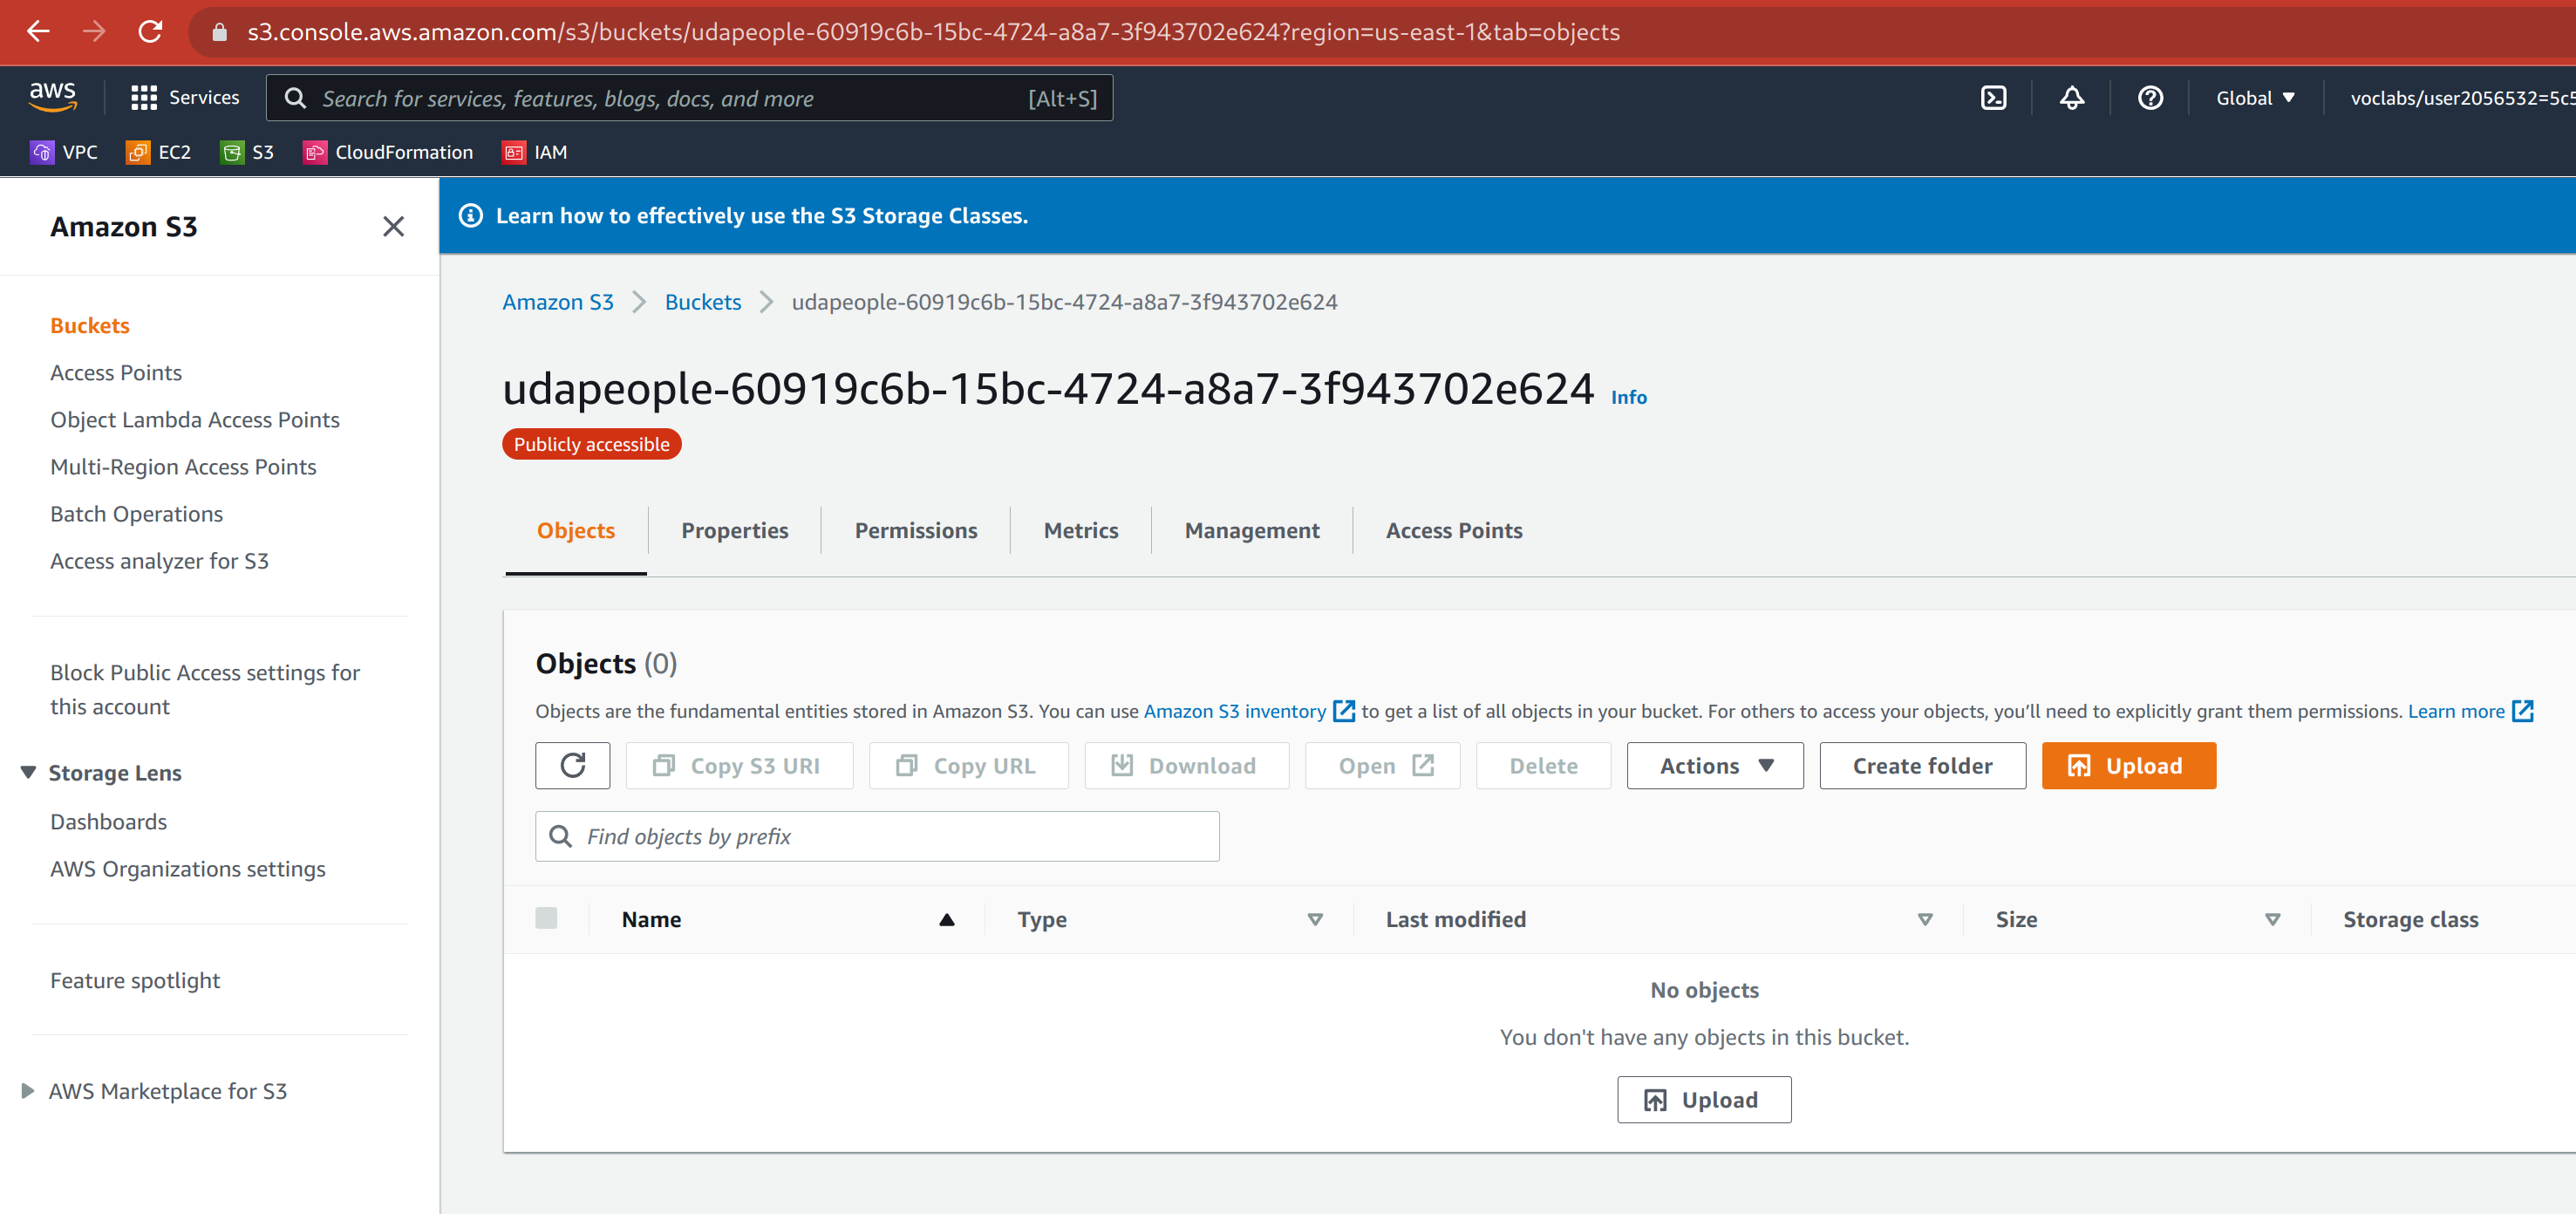 s3.console.aws.amazon.com/s3/buckets/udapeople-60919c6b-15bc-4724-a8a7-3f943702e624?region=us-east-1&tab=objects
aws Services Search for services, features, blogs, docs, and more [Alt+S] Global voclabs/user2056532=5c5
VPC EC2 S3 CloudFormation IAM
Amazon S3
Buckets
Access Points
Object Lambda Access Points
Multi-Region Access Points
Batch Operations
Access analyzer for S3
Block Public Access settings for
this account
Storage Lens
Dashboards
AWS Organizations settings
Feature spotlight
AWS Marketplace for S3
Learn how to effectively use the S3 Storage Classes.
Amazon S3 Buckets udapeople-60919c6b-15bc-4724-a8a7-3f943702e624
udapeople-60919c6b-15bc-4724-a8a7-3f943702e624 Info
Publicly accessible
Objects Properties Permissions Metrics Management Access Points
Objects (0)
Objects are the fundamental entities stored in Amazon S3. You can use Amazon S3 inventory to get a list of all objects in your bucket. For others to access your objects, you’ll need to explicitly grant them permissions. Learn more
Copy S3 URI Copy URL Download Open Delete Actions Create folder Upload
Find objects by prefix
Name Type Last modified Size Storage class
No objects
You don't have any objects in this bucket.
Upload